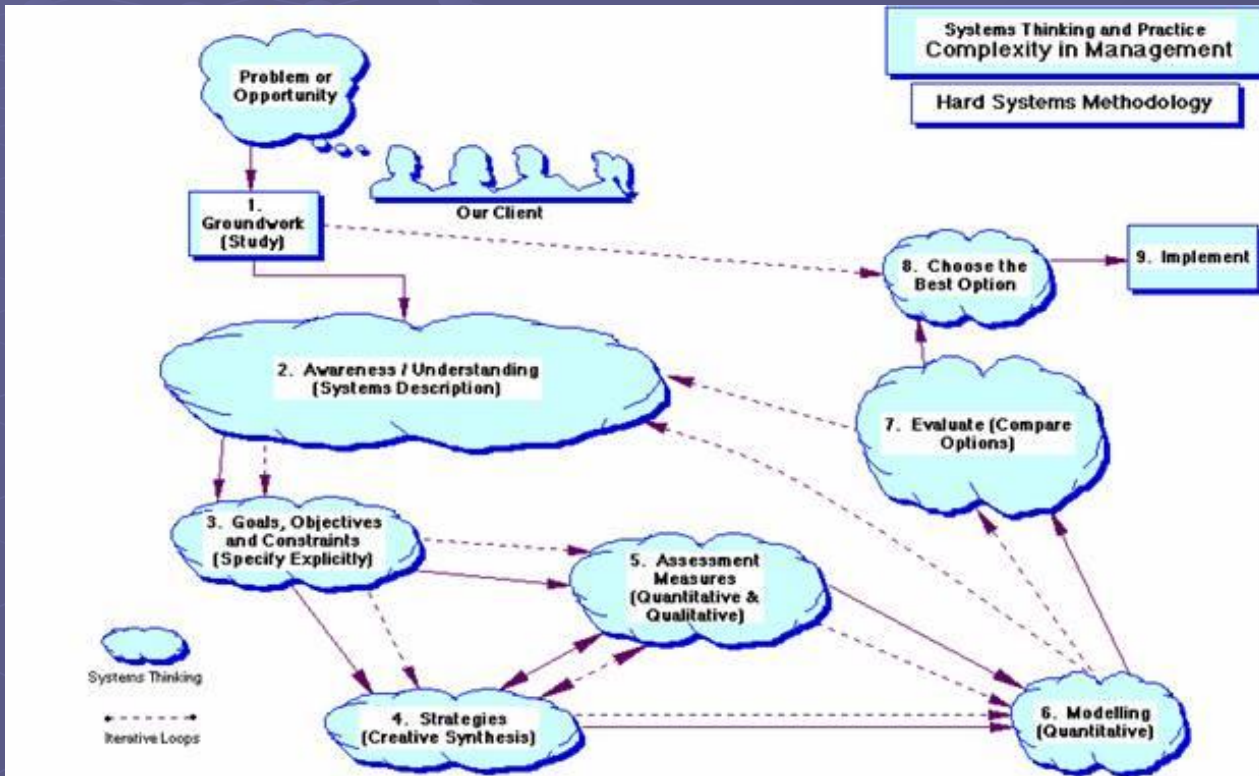 Systems Thinking and Practice
Complexity in Management
Hard Systems Methodology
Problem or
Opportunity
Our Client
1.
Groundwork
(Study)
8. Choose the
Best Option
9. Implement
2. Awareness / Understanding
(Systems Description)
7. Evaluate (Compare
Options)
3. Goals, Objectives
and Constraints
(Specify Explicitly)
5. Assessment
Measures
(Quantitative &
Qualitative)
4. Strategies
(Creative Synthesis)
6. Modelling
(Quantitative)
Systems Thinking
Iterative Loops